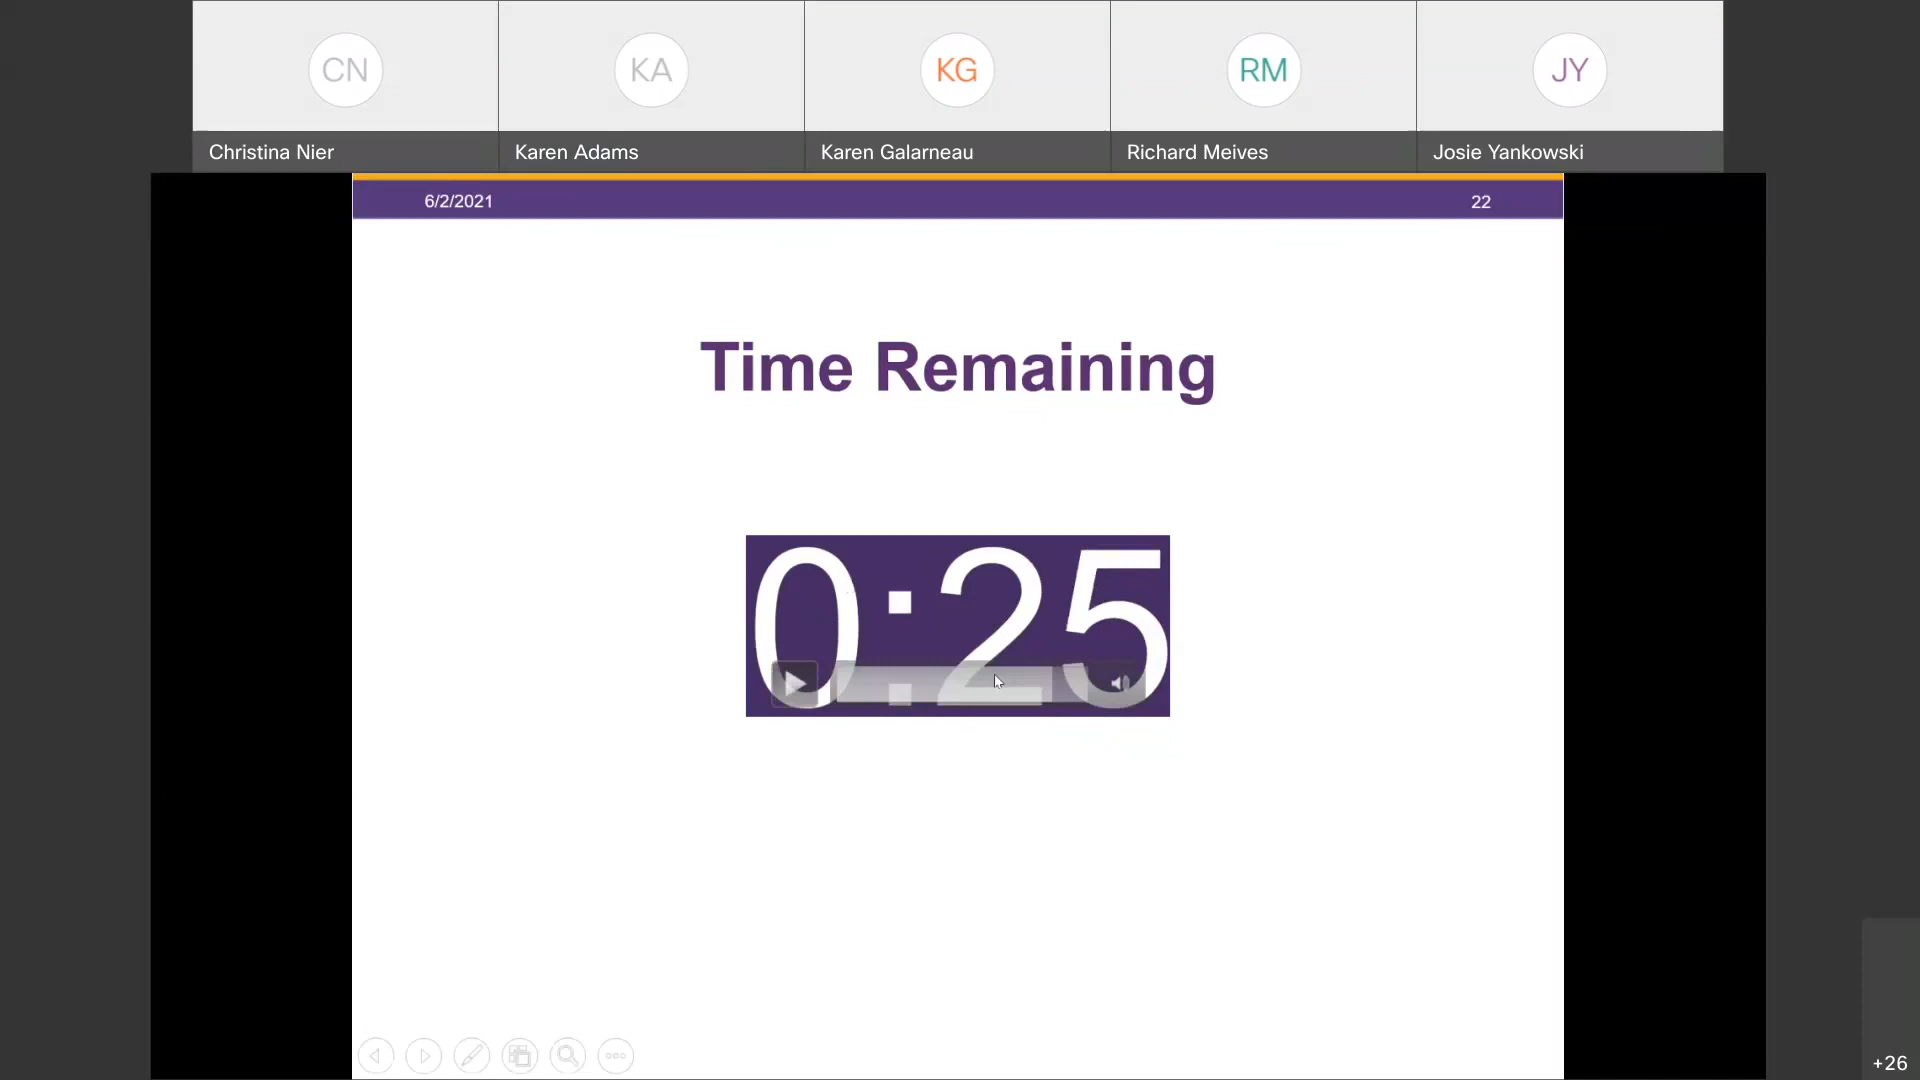 CN
KA
KG
RM
JY
Christina Nier
Karen Adams
Karen Galarneau
Richard Meives
Josie Yankowski
6/2/2021
22
Time Remaining
0:25
+26